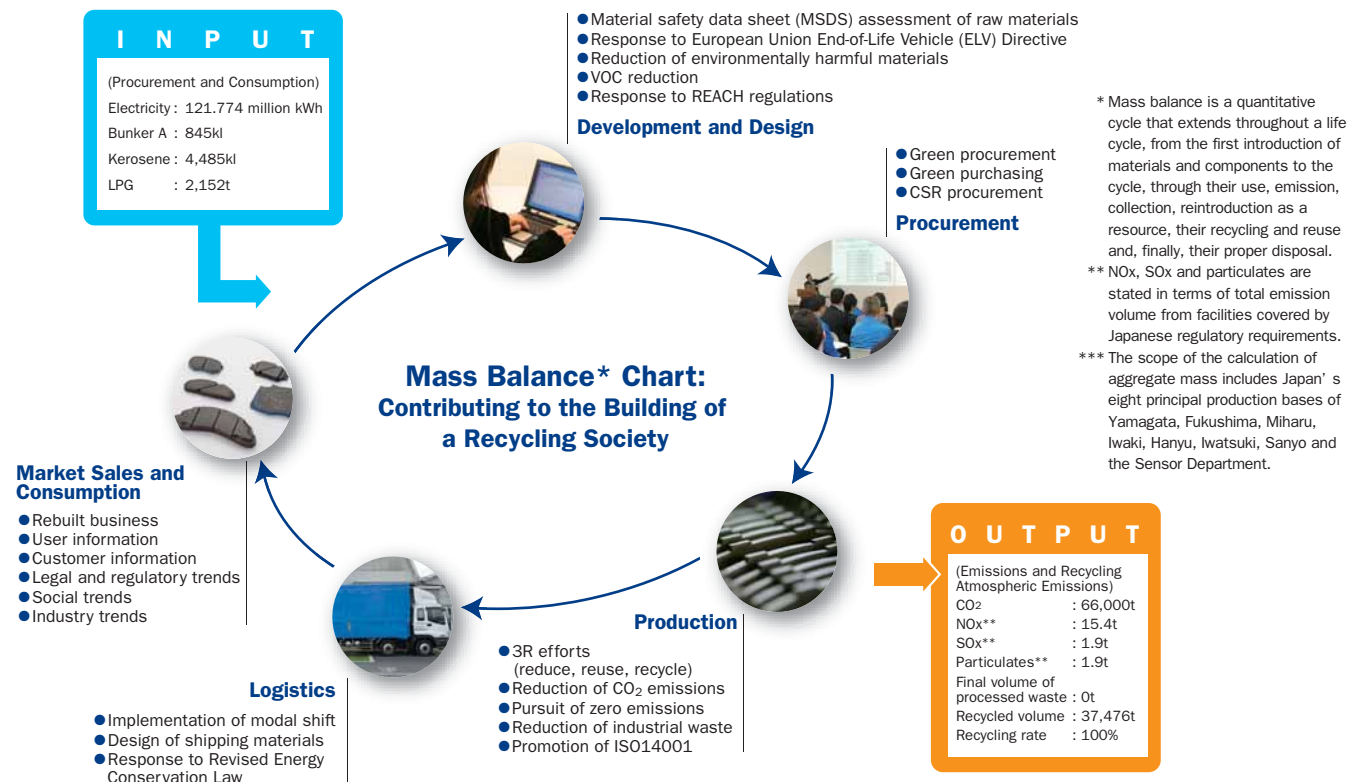 I N P U T
(Procurement and Consumption)
Electricity : 121.774 million kWh
Bunker A : 845kl
Kerosene : 4,485kl
LPG : 2,152t
●Material safety data sheet (MSDS) assessment of raw materials
●Response to European Union End-of-Life Vehicle (ELV) Directive
●Reduction of environmentally harmful materials
●VOC reduction
●Response to REACH regulations
Development and Design
●Green procurement
●Green purchasing
●CSR procurement
Procurement
* Mass balance is a quantitative
cycle that extends throughout a life
cycle, from the first introduction of
materials and components to the
cycle, through their use, emission,
collection, reintroduction as a
resource, their recycling and reuse
and, finally, their proper disposal.
** NOx, SOx and particulates are
stated in terms of total emission
volume from facilities covered by
Japanese regulatory requirements.
*** The scope of the calculation of
aggregate mass includes Japan' s
eight principal production bases of
Yamagata, Fukushima, Miharu,
Iwaki, Hanyu, Iwatsuki, Sanyo and
the Sensor Department.
Mass Balance* Chart:
Contributing to the Building of
a Recycling Society
Market Sales and
Consumption
●Rebuilt business
●User information
●Customer information
●Legal and regulatory trends
●Social trends
●Industry trends
Logistics
●Implementation of modal shift
●Design of shipping materials
●Response to Revised Energy
Conservation Law
Production
●3R efforts
(reduce, reuse, recycle)
●Reduction of CO₂ emissions
●Pursuit of zero emissions
●Reduction of industrial waste
●Promotion of ISO14001
O U T P U T
(Emissions and Recycling
Atmospheric Emissions)
CO₂ : 66,000t
NOx** : 15.4t
SOx** : 1.9t
Particulates** : 1.9t
Final volume of
processed waste : 0t
Recycled volume : 37,476t
Recycling rate : 100%